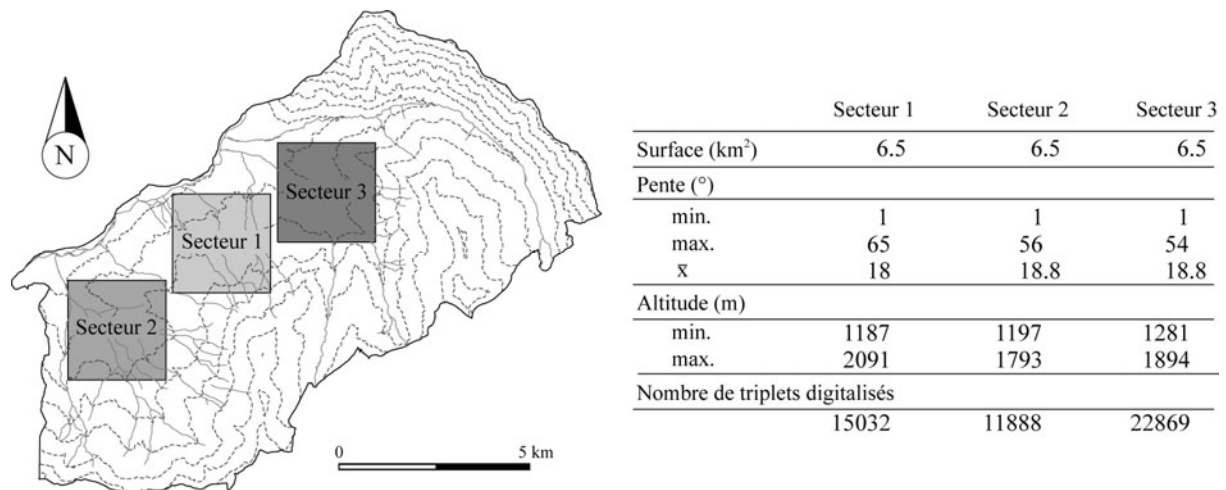 N
Secteur 3
Secteur 1
Secteur 2
0 5 km
Secteur 1 Secteur 2 Secteur 3
Surface (km²) 6.5 6.5 6.5
Pente (°)
min. 1 1 1
max. 65 56 54
x̅ 18 18.8 18.8
Altitude (m)
min. 1187 1197 1281
max. 2091 1793 1894
Nombre de triplets digitalisés
15032 11888 22869